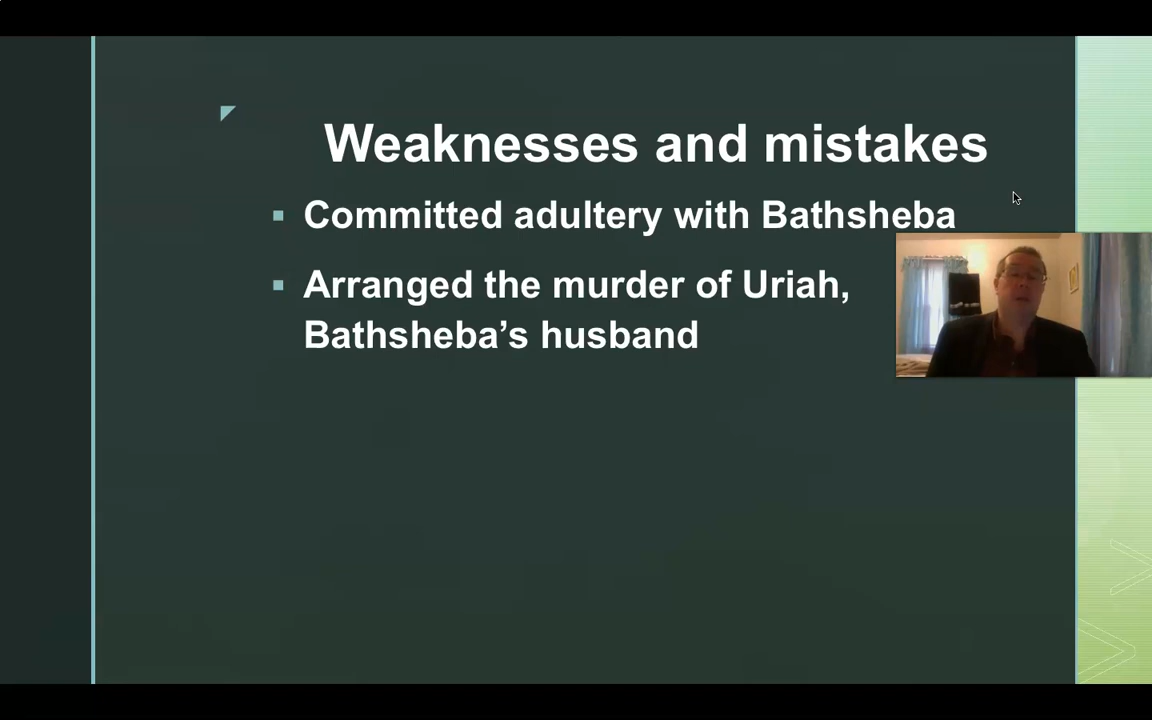 Weaknesses and mistakes
Committed adultery with Bathsheba
Arranged the murder of Uriah,
Bathsheba’s husband